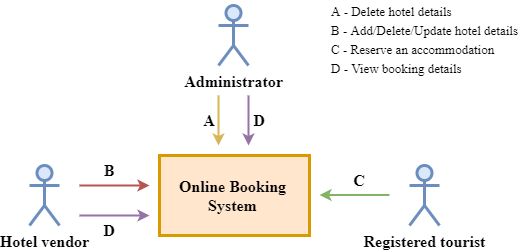 A - Delete hotel details
B - Add/Delete/Update hotel details
C - Reserve an accommodation
D - View booking details
Administrator
A
D
B
Online Booking
System
C
D
Hotel vendor
Registered tourist